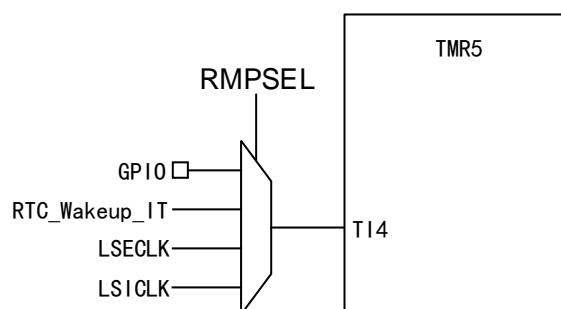 TMR5
RMPSEL
GPIO
RTC_Wakeup_IT
TI4
LSECLK
LSICLK